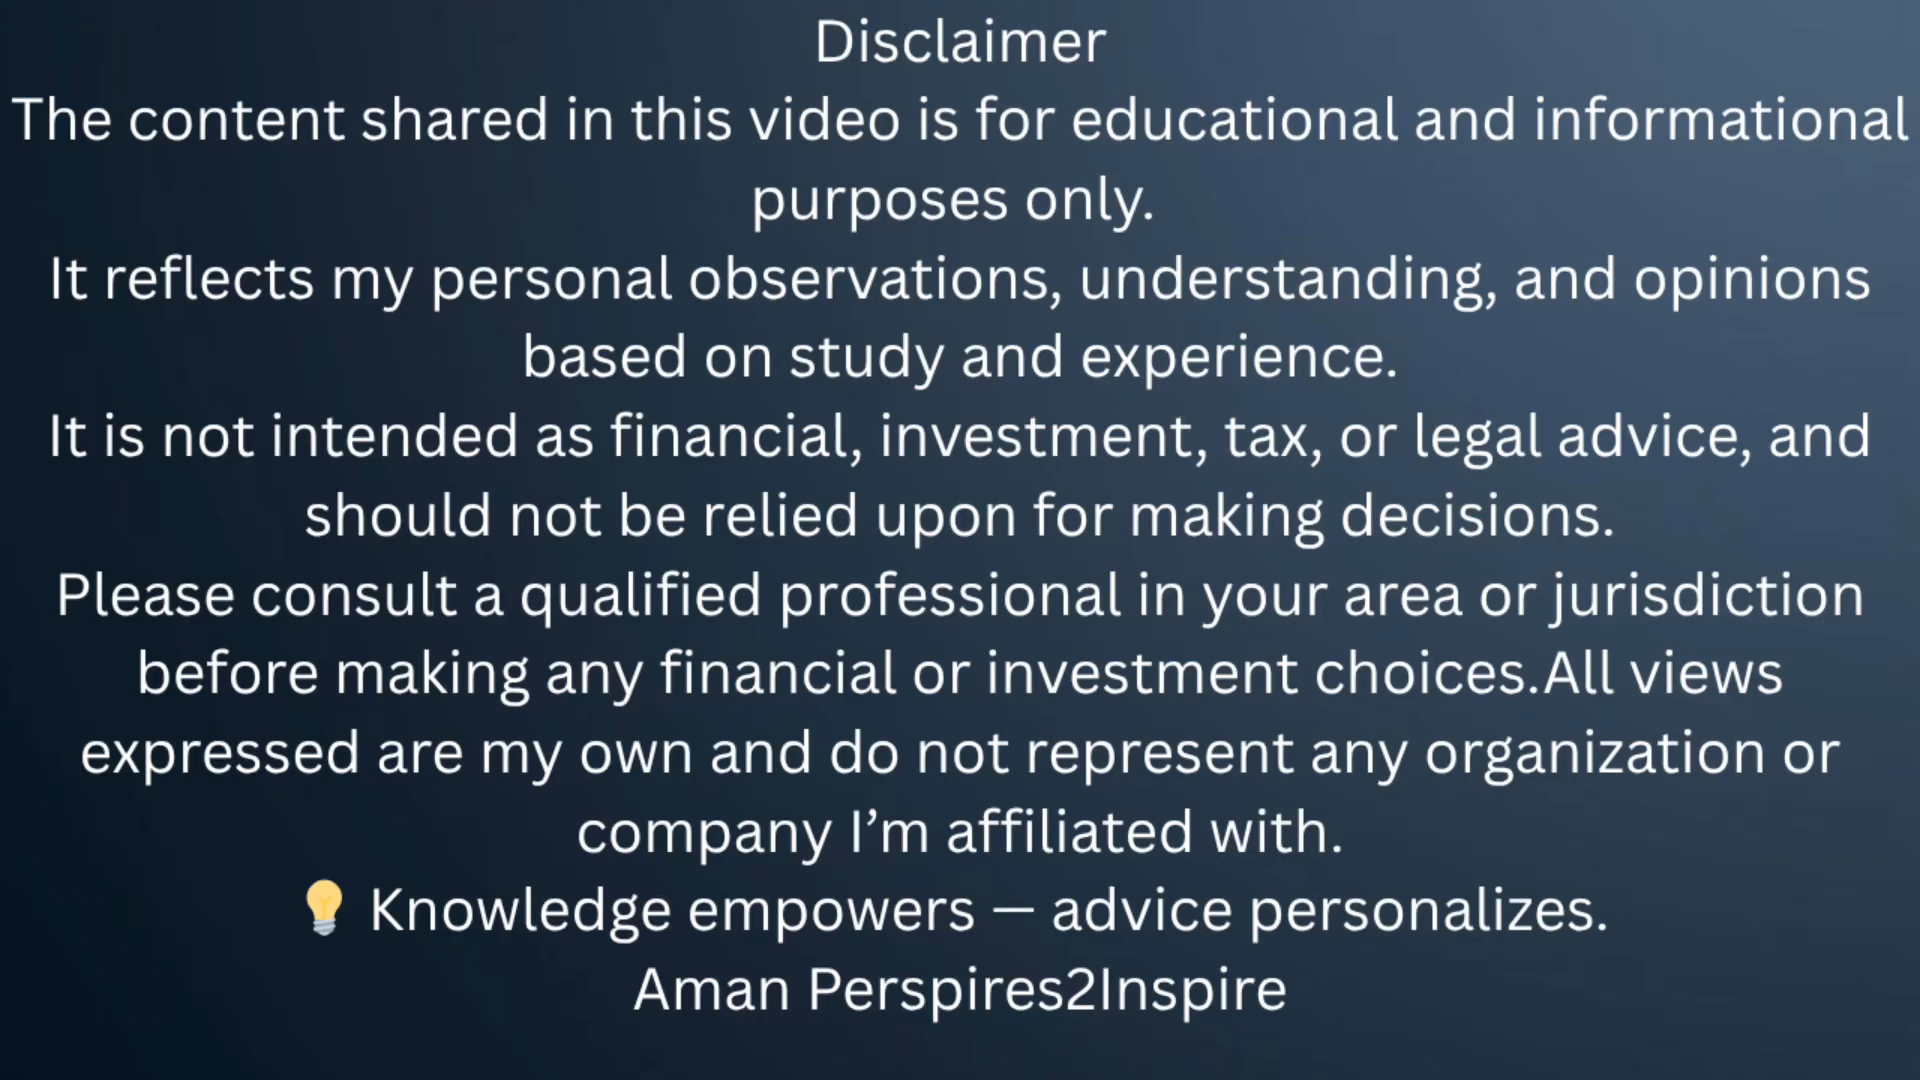 Disclaimer
The content shared in this video is for educational and informational
purposes only.
It reflects my personal observations, understanding, and opinions
based on study and experience.
It is not intended as financial, investment, tax, or legal advice, and
should not be relied upon for making decisions.
Please consult a qualified professional in your area or jurisdiction
before making any financial or investment choices.All views
expressed are my own and do not represent any organization or
company I’m affiliated with.
💡 Knowledge empowers — advice personalizes.
Aman Perspires2Inspire